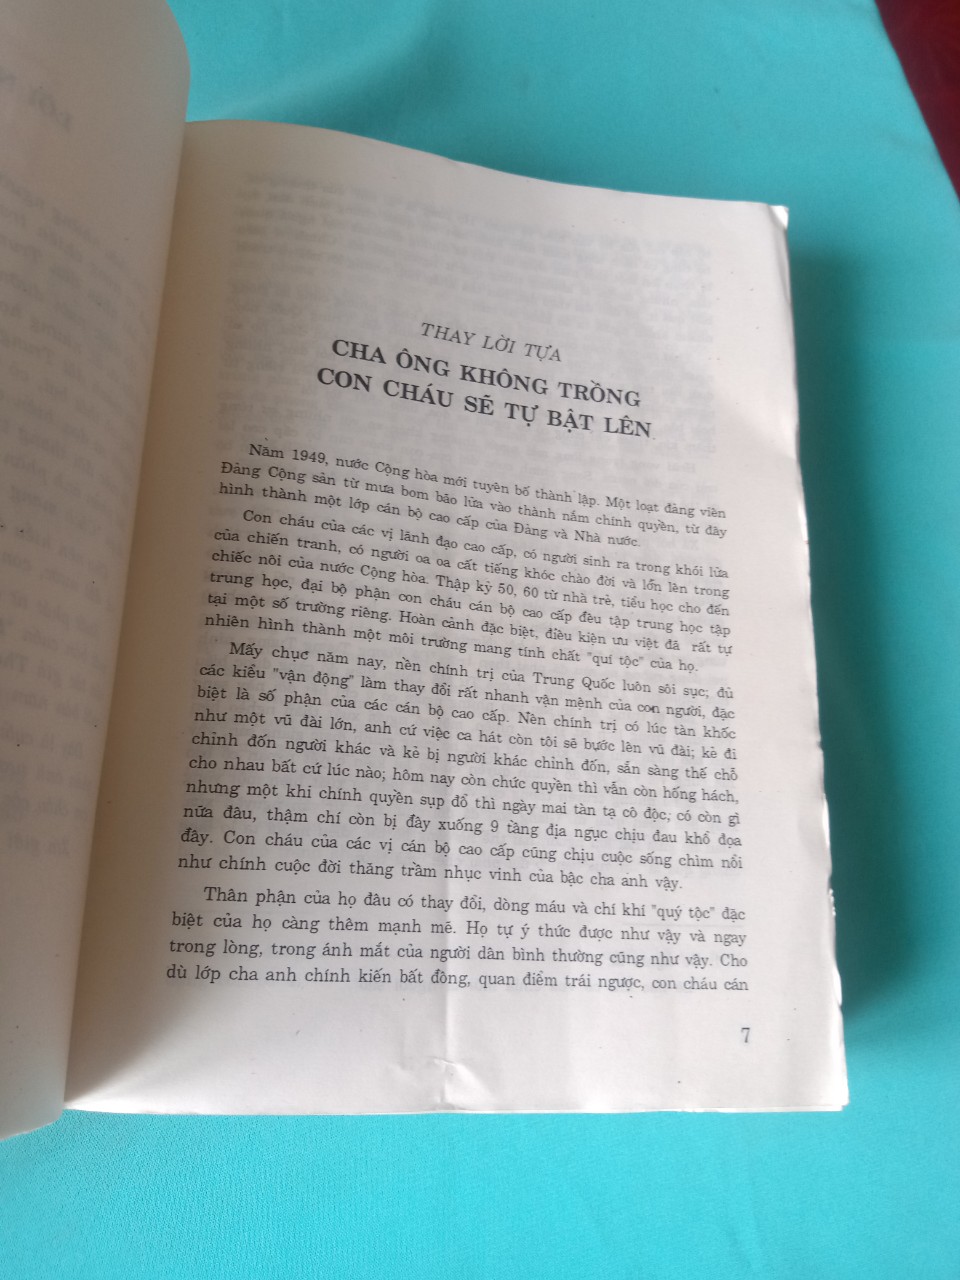 THAY LỜI TỰA
CHA ÔNG KHÔNG TRỒNG
CON CHÁU SẼ TỰ BẬT LÊN
Năm 1949, nước Cộng hòa mới tuyên bố thành lập. Một loạt đảng viên
Đảng Cộng sản từ mưa bom bão lửa vào thành nắm chính quyền, từ đây
hình thành một lớp cán bộ cao cấp của Đảng và Nhà nước.
Con cháu của các vị lãnh đạo cao cấp, có người sinh ra trong khói lửa
của chiến tranh, có người oa oa cất tiếng khóc chào đời và lớn lên trong
chiếc nôi của nước Cộng hòa. Thập kỷ 50, 60 từ nhà trẻ, tiểu học cho đến
trung học, đại bộ phận con cháu cán bộ cao cấp đều tập trung học tập
tại một số trường riêng. Hoàn cảnh đặc biệt, điều kiện ưu việt đã rất tự
nhiên hình thành một môi trường mang tính chất "quí tộc" của họ.
Mấy chục năm nay, nền chính trị của Trung Quốc luôn sôi sục; đủ
các kiểu "vận động" làm thay đổi rất nhanh vận mệnh của con người, đặc
biệt là số phận của các cán bộ cao cấp. Nền chính trị có lúc tàn khốc
như một vũ đài lớn, anh cứ việc ca hát còn tôi sẽ bước lên vũ đài; kẻ đi
chỉnh đốn người khác và kẻ bị người khác chỉnh đốn, sẵn sàng thế chỗ
cho nhau bất cứ lúc nào; hôm nay còn chức quyền thì vẫn còn hống hách,
nhưng một khi chính quyền sụp đổ thì ngày mai tàn tạ cô độc; có còn gì
nữa đâu, thậm chí còn bị đày xuống 9 tầng địa ngục chịu đau khổ đọa
đày. Con cháu của các vị cán bộ cao cấp cũng chịu cuộc sống chìm nổi
như chính cuộc đời thăng trầm nhục vinh của bậc cha anh vậy.
Thân phận của họ đâu có thay đổi, dòng máu và chí khí "quý tộc" đặc
biệt của họ càng thêm mạnh mẽ. Họ tự ý thức được như vậy và ngay
trong lòng, trong ánh mắt của người dân bình thường cũng như vậy. Cho
dù lớp cha anh chính kiến bất đồng, quan điểm trái ngược, con cháu cán
7